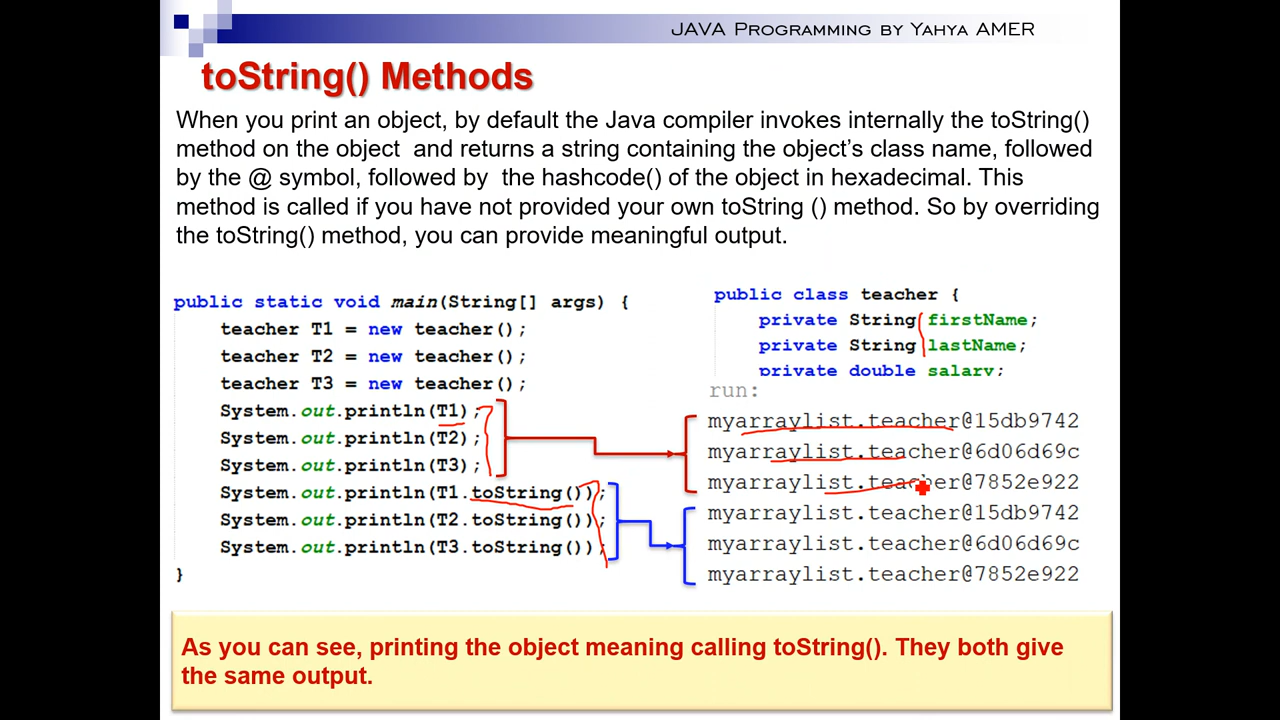 JAVA Programming by Yahya AMER
toString() Methods
When you print an object, by default the Java compiler invokes internally the toString()
method on the object and returns a string containing the object's class name, followed
by the @ symbol, followed by the hashcode() of the object in hexadecimal. This
method is called if you have not provided your own toString () method. So by overriding
the toString() method, you can provide meaningful output.
public static void main(String[] args) {
teacher T1 = new teacher();
teacher T2 = new teacher();
teacher T3 = new teacher();
System.out.println(T1);
System.out.println(T2);
System.out.println(T3);
System.out.println(T1.toString());
System.out.println(T2.toString());
System.out.println(T3.toString());
}
public class teacher {
private String firstName;
private String lastName;
private double salary;
run:
myarraylist.teacher@15db9742
myarraylist.teacher@6d06d69c
myarraylist.teacher@7852e922
myarraylist.teacher@15db9742
myarraylist.teacher@6d06d69c
myarraylist.teacher@7852e922
As you can see, printing the object meaning calling toString(). They both give
the same output.